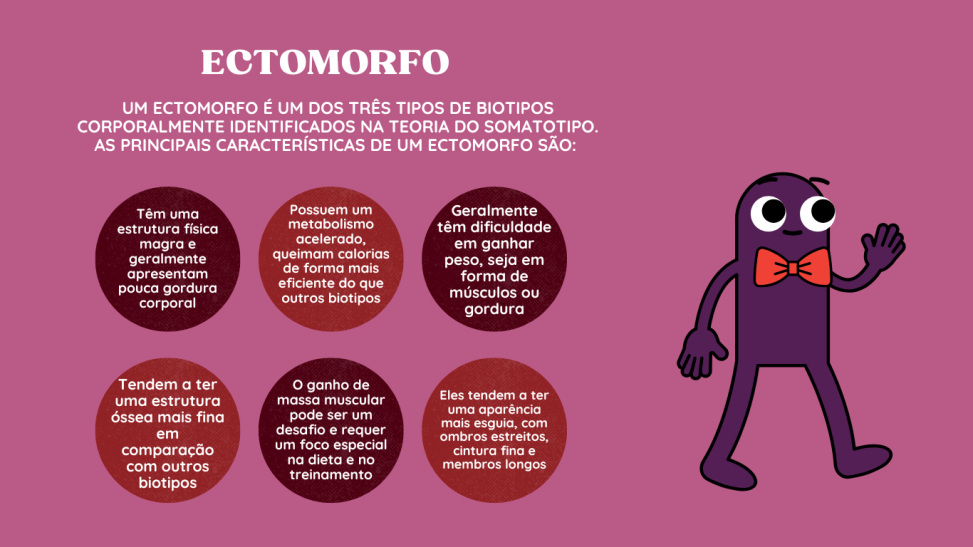 ECTOMORFO
UM ECTOMORFO É UM DOS TRÊS TIPOS DE BIOTIPOS
CORPORALMENTE IDENTIFICADOS NA TEORIA DO SOMATOTIPO.
AS PRINCIPAIS CARACTERÍSTICAS DE UM ECTOMORFO SÃO:
Têm uma
estrutura física
magra e
geralmente
apresentam
pouca gordura
corporal
Possuem um
metabolismo
acelerado,
queimam calorias
de forma mais
eficiente do que
outros biotipos
Geralmente
têm dificuldade
em ganhar
peso, seja em
forma de
músculos ou
gordura
Tendem a ter
uma estrutura
óssea mais fina
em
comparação
com outros
biotipos
O ganho de
massa muscular
pode ser um
desafio e requer
um foco especial
na dieta e no
treinamento
Eles tendem a ter
uma aparência
mais esguia, com
ombros estreitos,
cintura fina e
membros longos